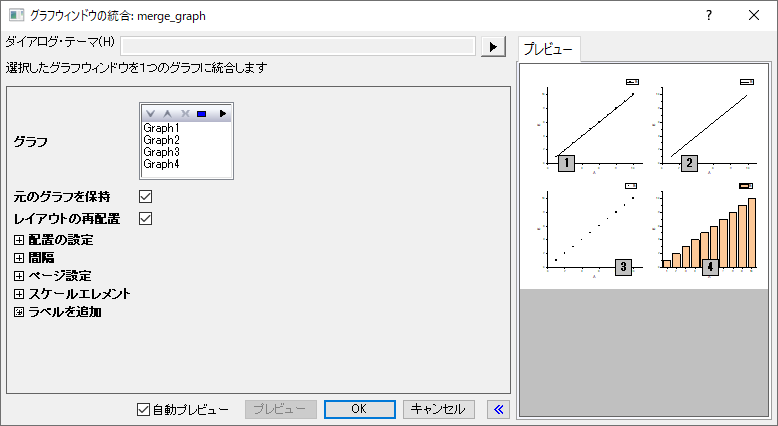 グラフウィンドウの統合: merge_graph
ダイアログ・テーマ(H)
選択したグラフウィンドウを1つのグラフに統合します
グラフ
Graph1
Graph2
Graph3
Graph4
元のグラフを保持
レイアウトの再配置
配置の設定
間隔
ページ設定
スケールエレメント
ラベルを追加
自動プレビュー
プレビュー
OK
キャンセル
プレビュー
1
2
3
4